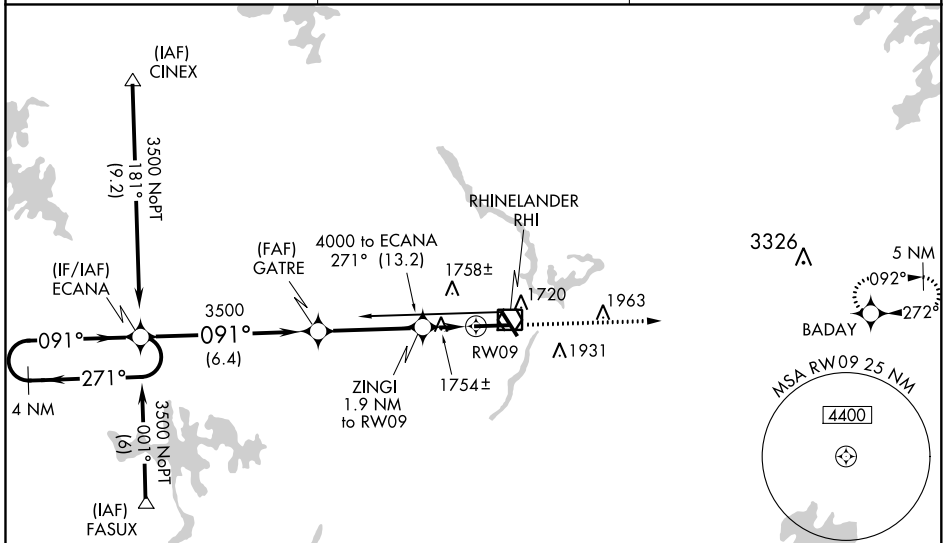 (IAF)
CINEX
3500 NoPT
181°
(9.2)
RHINELANDER
RHI
(FAF)
GATRE
4000 to ECANA
271° (13.2)
1758±
3326
5 NM
092°
272°
BADAY
(IF/IAF)
ECANA
1720
1963
3500
091°
(6.4)
091°
271°
4 NM
RW09
1931
ZINGI
1.9 NM
to RW09
1754±
3500 NoPT
001°
(6)
(IAF)
FASUX
MSA RW09 25 NM
4400